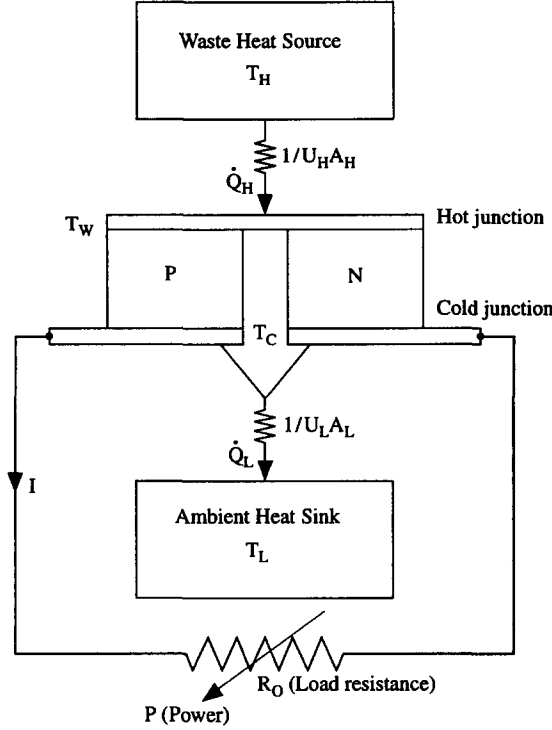 Waste Heat Source
T_H
1/U_HA_H
Q̇_H
T_W
Hot junction
P
N
Cold junction
T_C
1/U_LA_L
Q̇_L
I
Ambient Heat Sink
T_L
R_O (Load resistance)
P (Power)